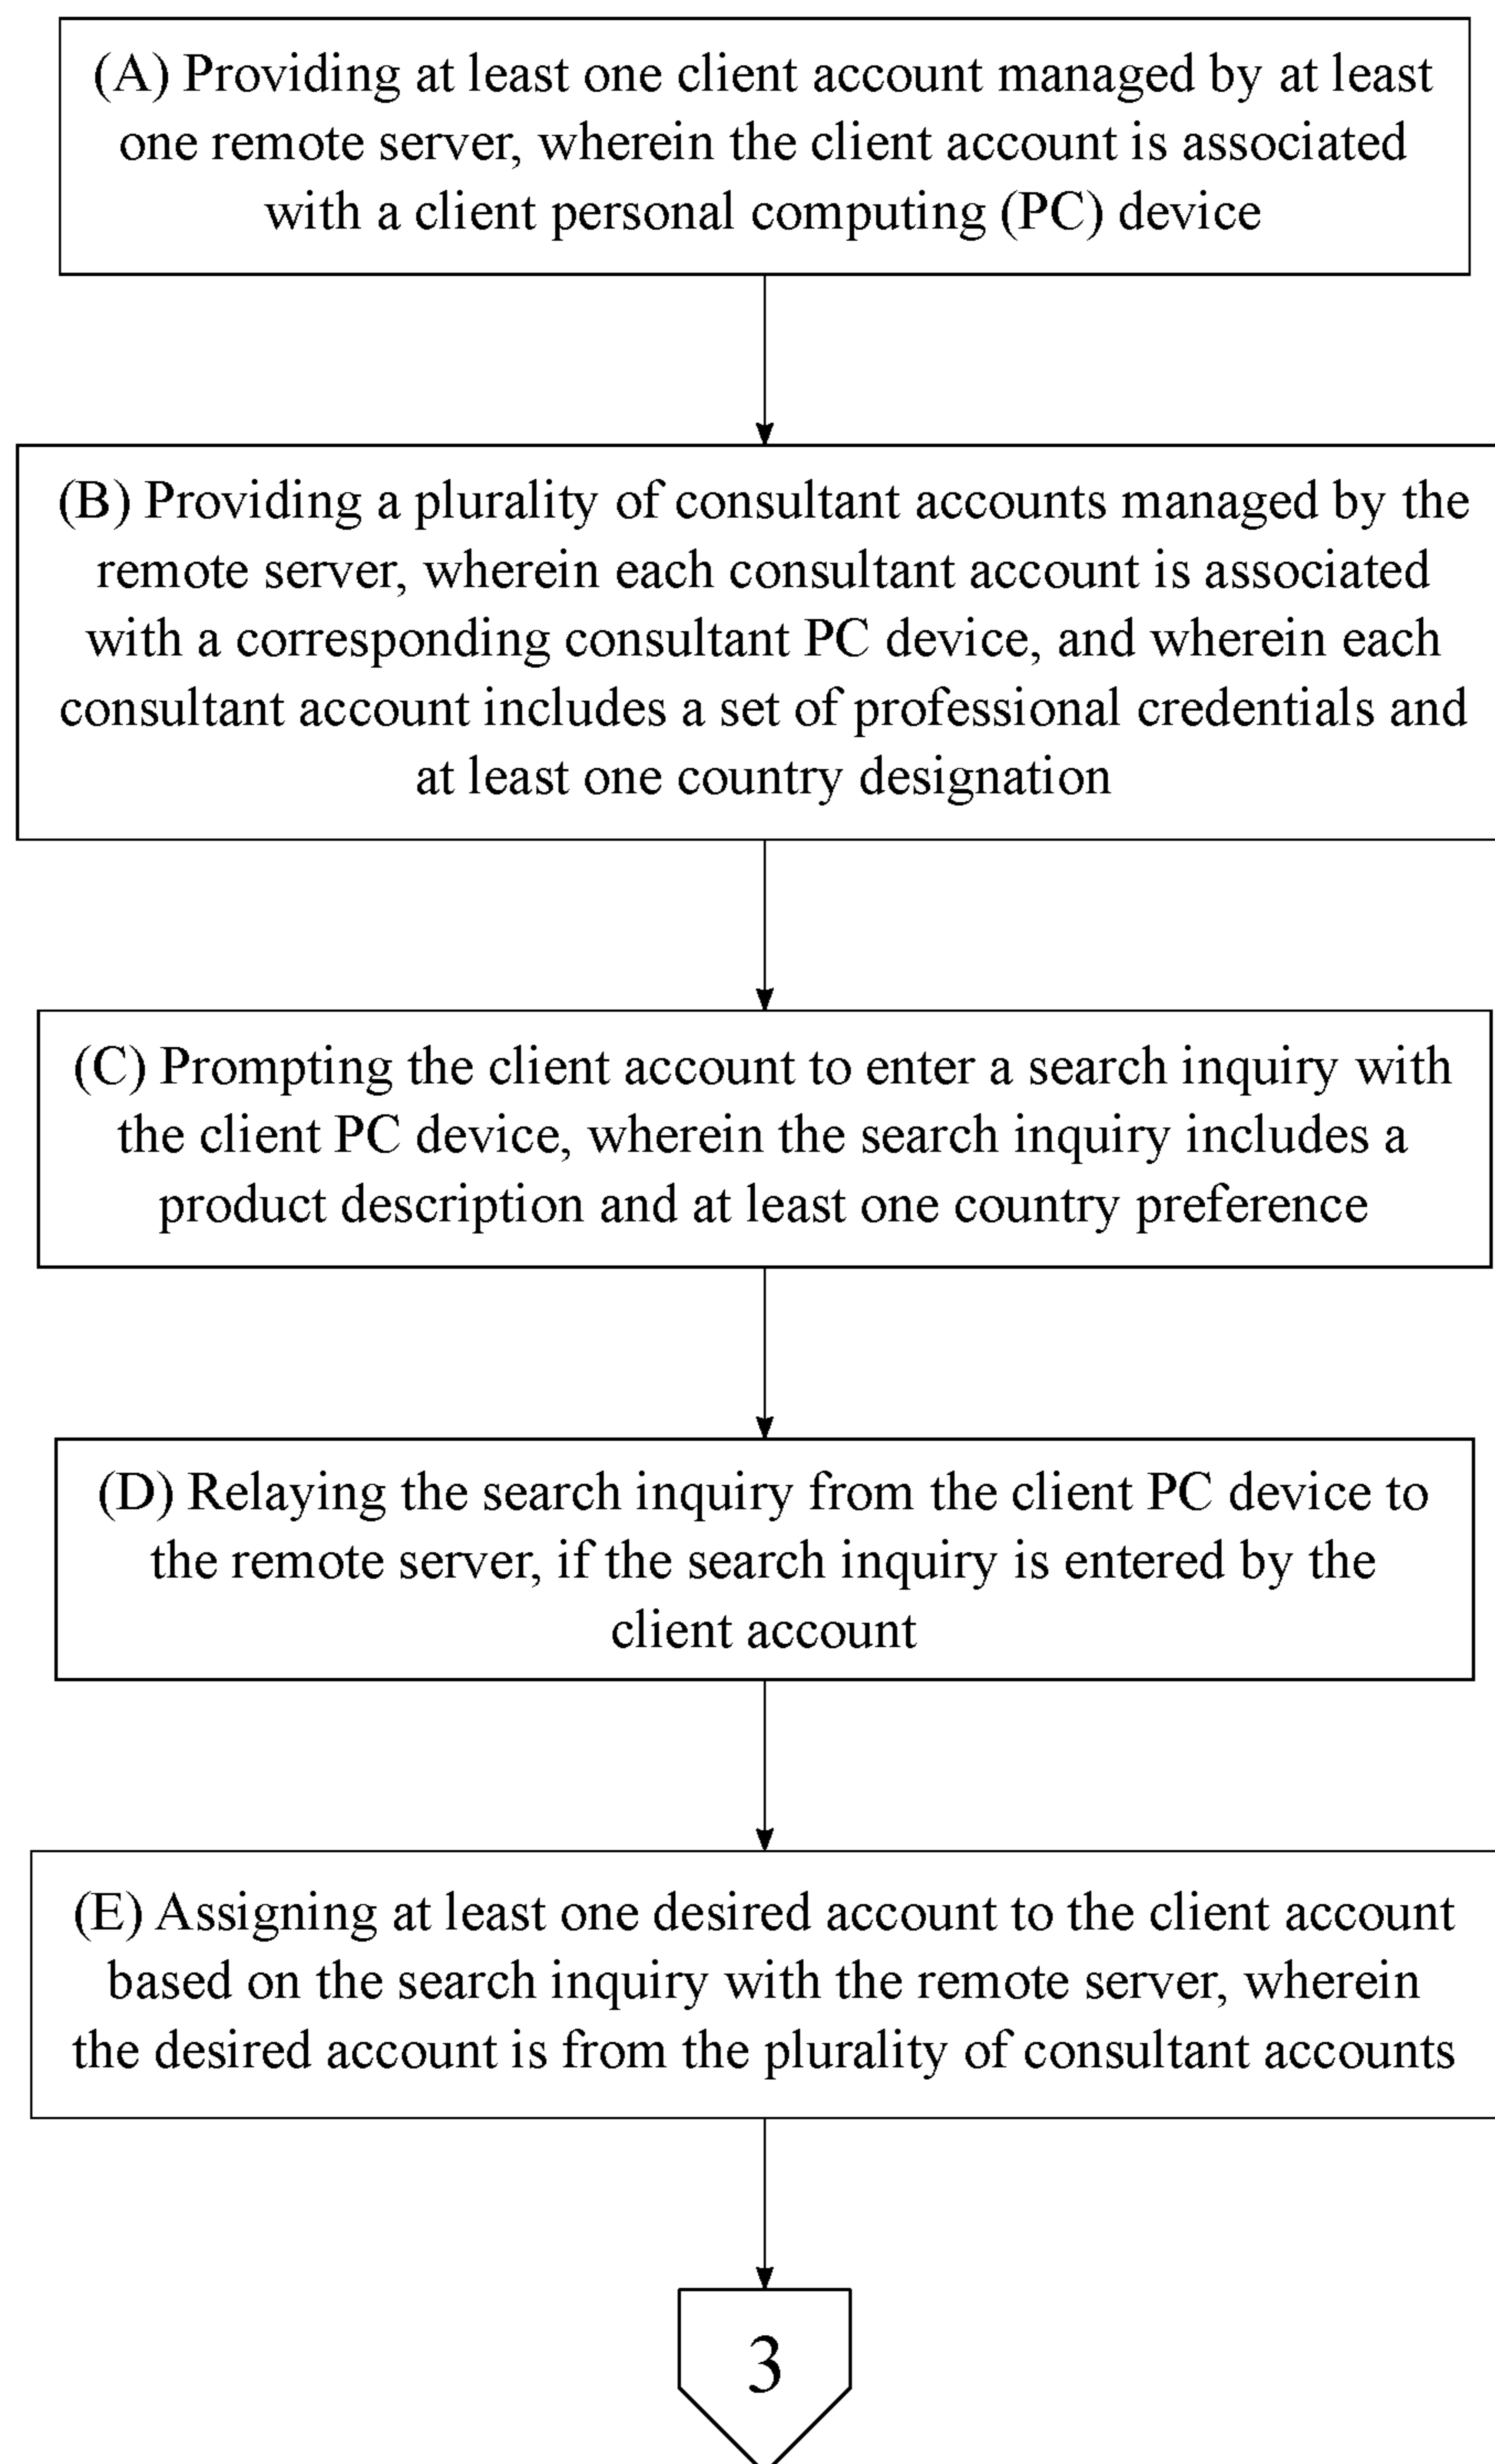 (A) Providing at least one client account managed by at least
one remote server, wherein the client account is associated
with a client personal computing (PC) device
(B) Providing a plurality of consultant accounts managed by the
remote server, wherein each consultant account is associated
with a corresponding consultant PC device, and wherein each
consultant account includes a set of professional credentials and
at least one country designation
(C) Prompting the client account to enter a search inquiry with
the client PC device, wherein the search inquiry includes a
product description and at least one country preference
(D) Relaying the search inquiry from the client PC device to
the remote server, if the search inquiry is entered by the
client account
(E) Assigning at least one desired account to the client account
based on the search inquiry with the remote server, wherein
the desired account is from the plurality of consultant accounts
3